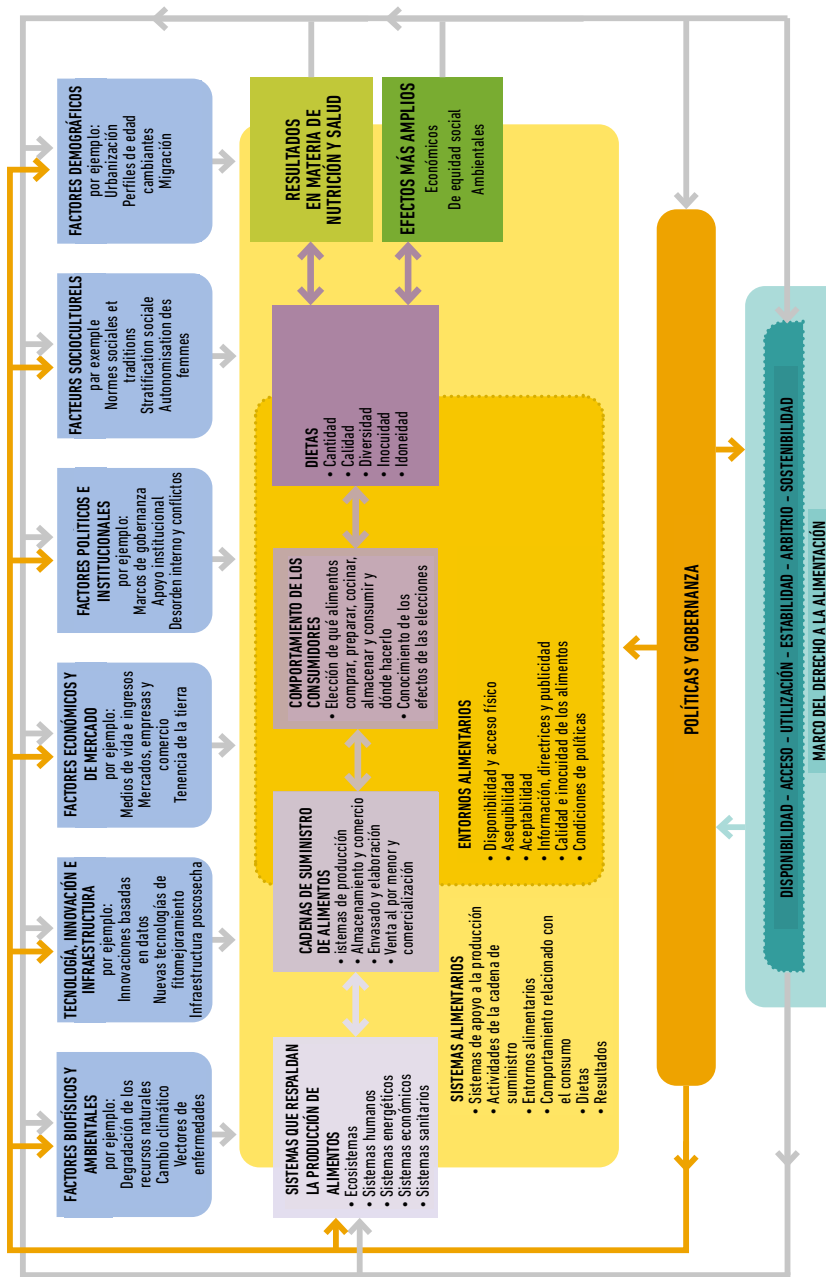 FACTORES BIOFÍSICOS Y
AMBIENTALES
por ejemplo:
Degradación de los
recursos naturales
Cambio climático
Vectores de
enfermedades
TECNOLOGÍA, INNOVACIÓN E
INFRAESTRUCTURA
por ejemplo:
Innovaciones basadas
en datos
Nuevas tecnologías de
fitomejoramiento
Infraestructura poscosecha
FACTORES ECONÓMICOS Y
DE MERCADO
por ejemplo:
Medios de vida e ingresos
Mercados, empresas y
comercio
Tenencia de la tierra
FACTORES POLÍTICOS E
INSTITUCIONALES
por ejemplo:
Marcos de gobernanza
Apoyo institucional
Desorden interno y conflictos
FACTEURS SOCIOCULTURELS
par exemple
Normes sociales et
traditions
Stratification sociale
Autonomisation des
femmes
FACTORES DEMOGRÁFICOS
por ejemplo:
Urbanización
Perfiles de edad
cambiantes
Migración
SISTEMAS QUE RESPALDAN
LA PRODUCCIÓN DE
ALIMENTOS
• Ecosistemas
• Sistemas humanos
• Sistemas energéticos
• Sistemas económicos
• Sistemas sanitarios
CADENAS DE SUMINISTRO
DE ALIMENTOS
• istemas de producción
• Almacenamiento y comercio
• Envasado y elaboración
• Venta al por menor y
comercialización
COMPORTAMIENTO DE LOS
CONSUMIDORES
• Elección de qué alimentos
comprar, preparar, cocinar,
almacenar y consumir y
dónde hacerlo
• Conocimiento de los
efectos de las elecciones
DIETAS
• Cantidad
• Calidad
• Diversidad
• Inocuidad
• Idoneidad
RESULTADOS
EN MATERIA DE
NUTRICIÓN Y SALUD
EFECTOS MÁS AMPLIOS
Económicos
De equidad social
Ambientales
SISTEMAS ALIMENTARIOS
• Sistemas de apoyo a la producción
• Actividades de la cadena de
suministro
• Entornos alimentarios
• Comportamiento relacionado con
el consumo
• Dietas
• Resultados
ENTORNOS ALIMENTARIOS
• Disponibilidad y acceso físico
• Asequibilidad
• Aceptabilidad
• Información, directrices y publicidad
• Calidad e inocuidad de los alimentos
• Condiciones de políticas
POLÍTICAS Y GOBERNANZA
DISPONIBILIDAD – ACCESO – UTILIZACIÓN – ESTABILIDAD – ARBITRIO – SOSTENIBILIDAD
MARCO DEL DERECHO A LA ALIMENTACIÓN